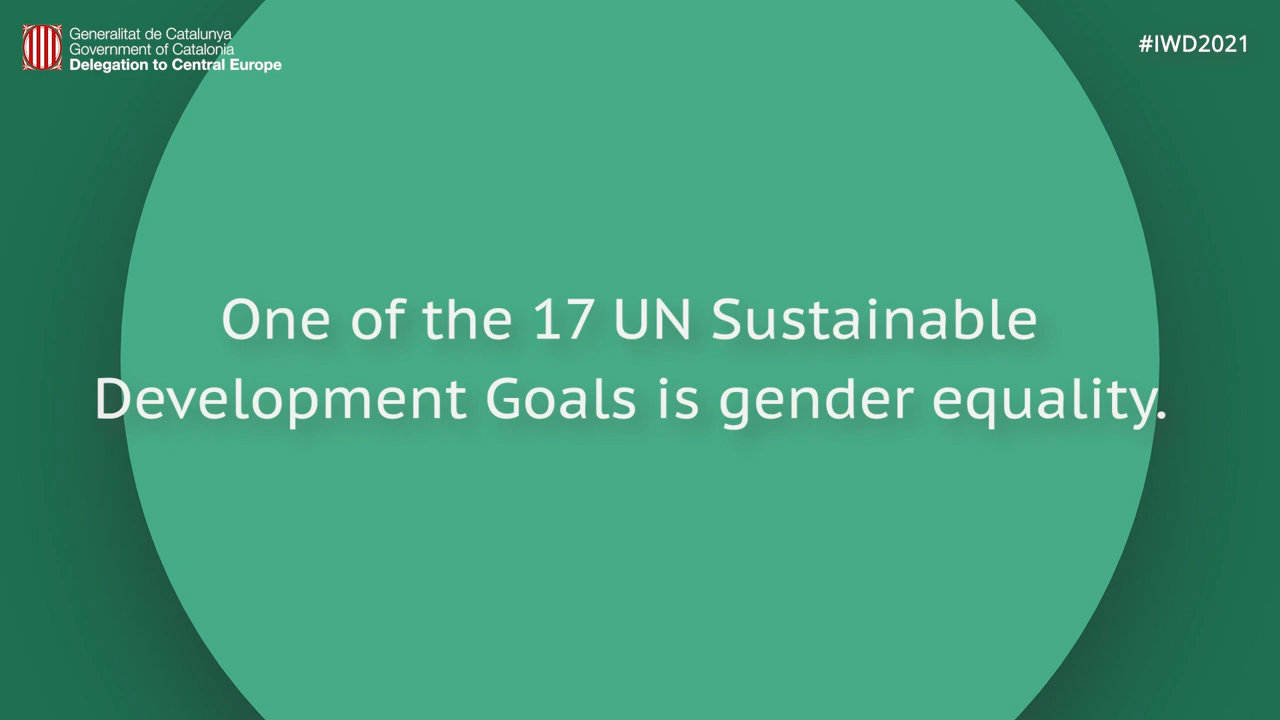 Generalitat de Catalunya
Government of Catalonia
Delegation to Central Europe
#IWD2021
One of the 17 UN Sustainable
Development Goals is gender equality.